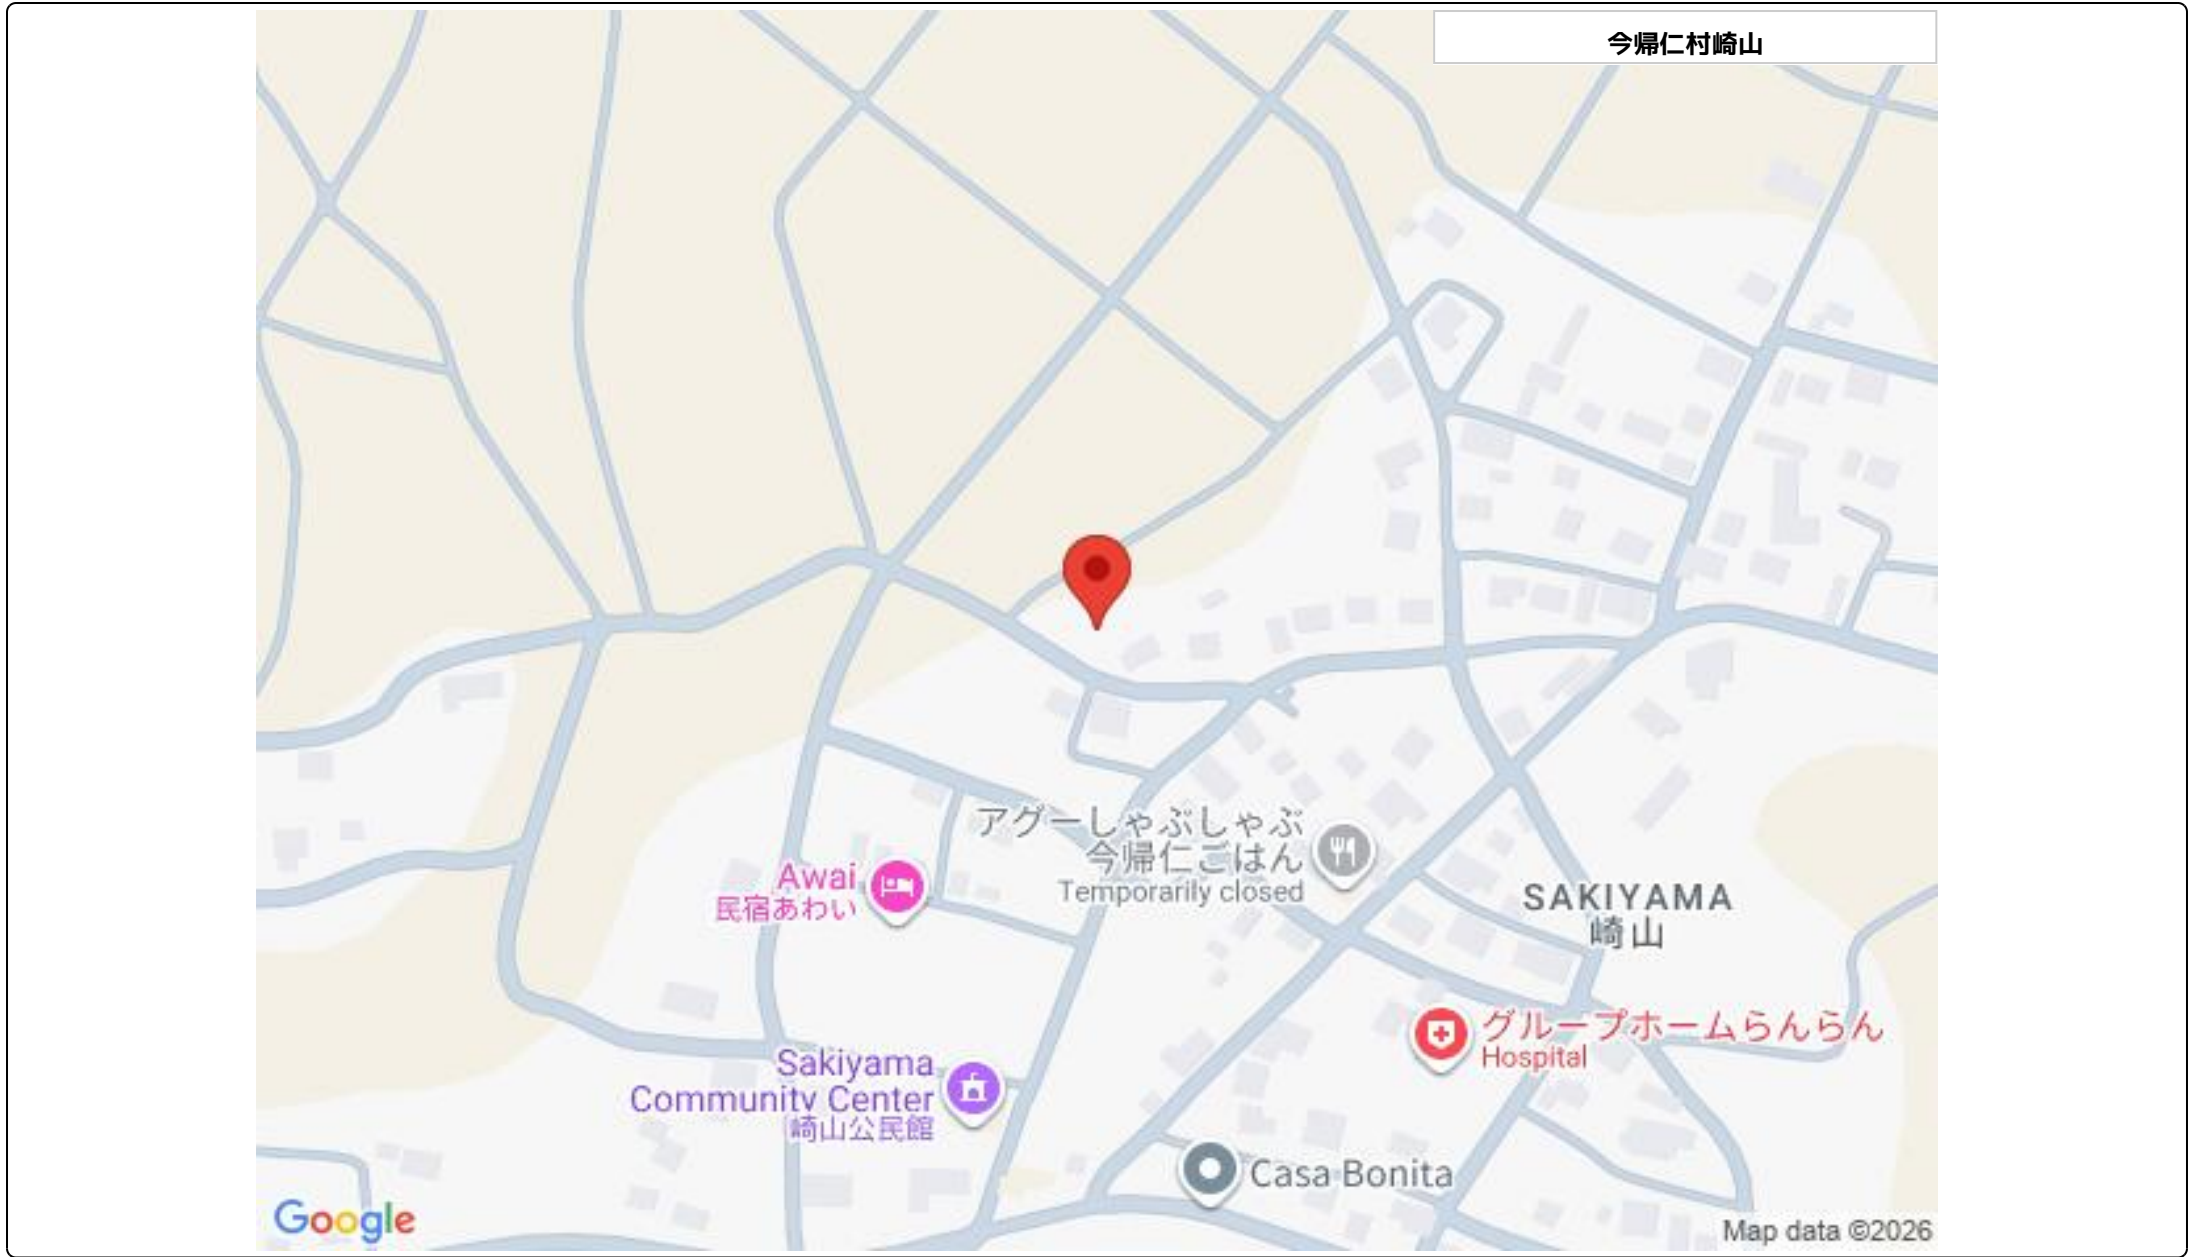 今帰仁村崎山
アグーしゃぶしゃぶ
今帰仁ごはん
Temporarily closed
Awai
民宿あわい
SAKIYAMA
崎山
グループホームらんらん
Hospital
Sakiyama
Community Center
崎山公民館
Casa Bonita
Google
Map data ©2026